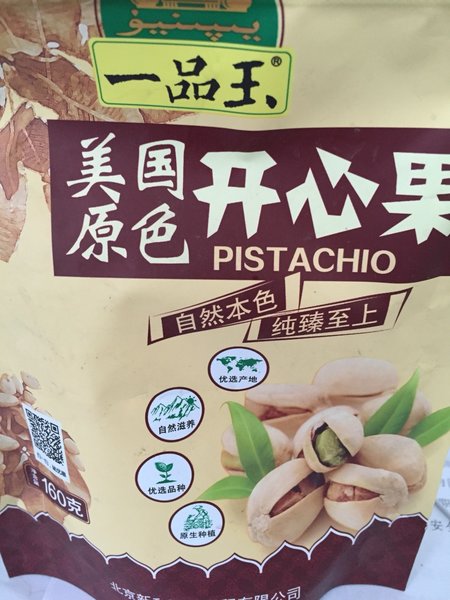 一品玉®
美国
原色
开心果
PISTACHIO
自然本色
纯臻至上
优选产地
自然滋养
优选品种
原生种植
160克